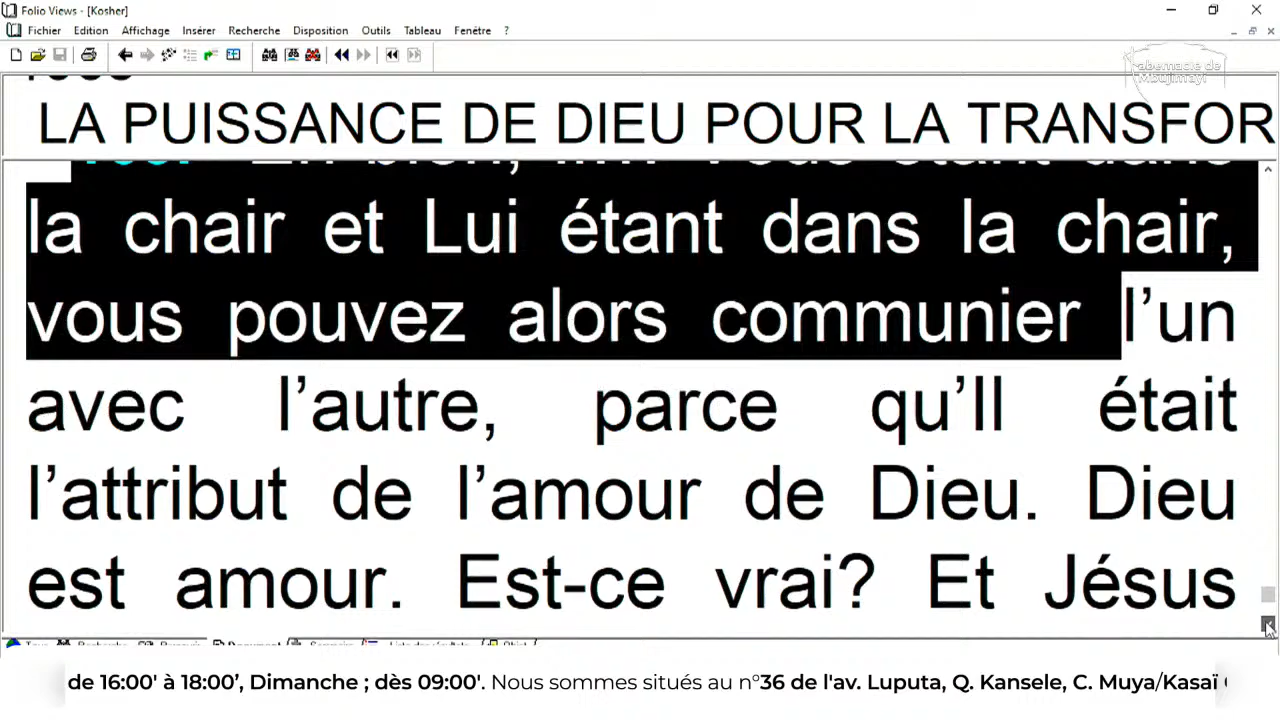 Folio Views - [Kosher]
Fichier Edition Affichage Insérer Recherche Disposition Outils Tableau Fenêtre ?
abernacle de
Mbujimayi
LA PUISSANCE DE DIEU POUR LA TRANSFOR
la chair et Lui étant dans la chair,
vous pouvez alors communier l’un
avec l’autre, parce qu’Il était
l’attribut de l’amour de Dieu. Dieu
est amour. Est-ce vrai? Et Jésus
de 16:00' à 18:00’, Dimanche ; dès 09:00'. Nous sommes situés au n°36 de l'av. Luputa, Q. Kansele, C. Muya/Kasaï